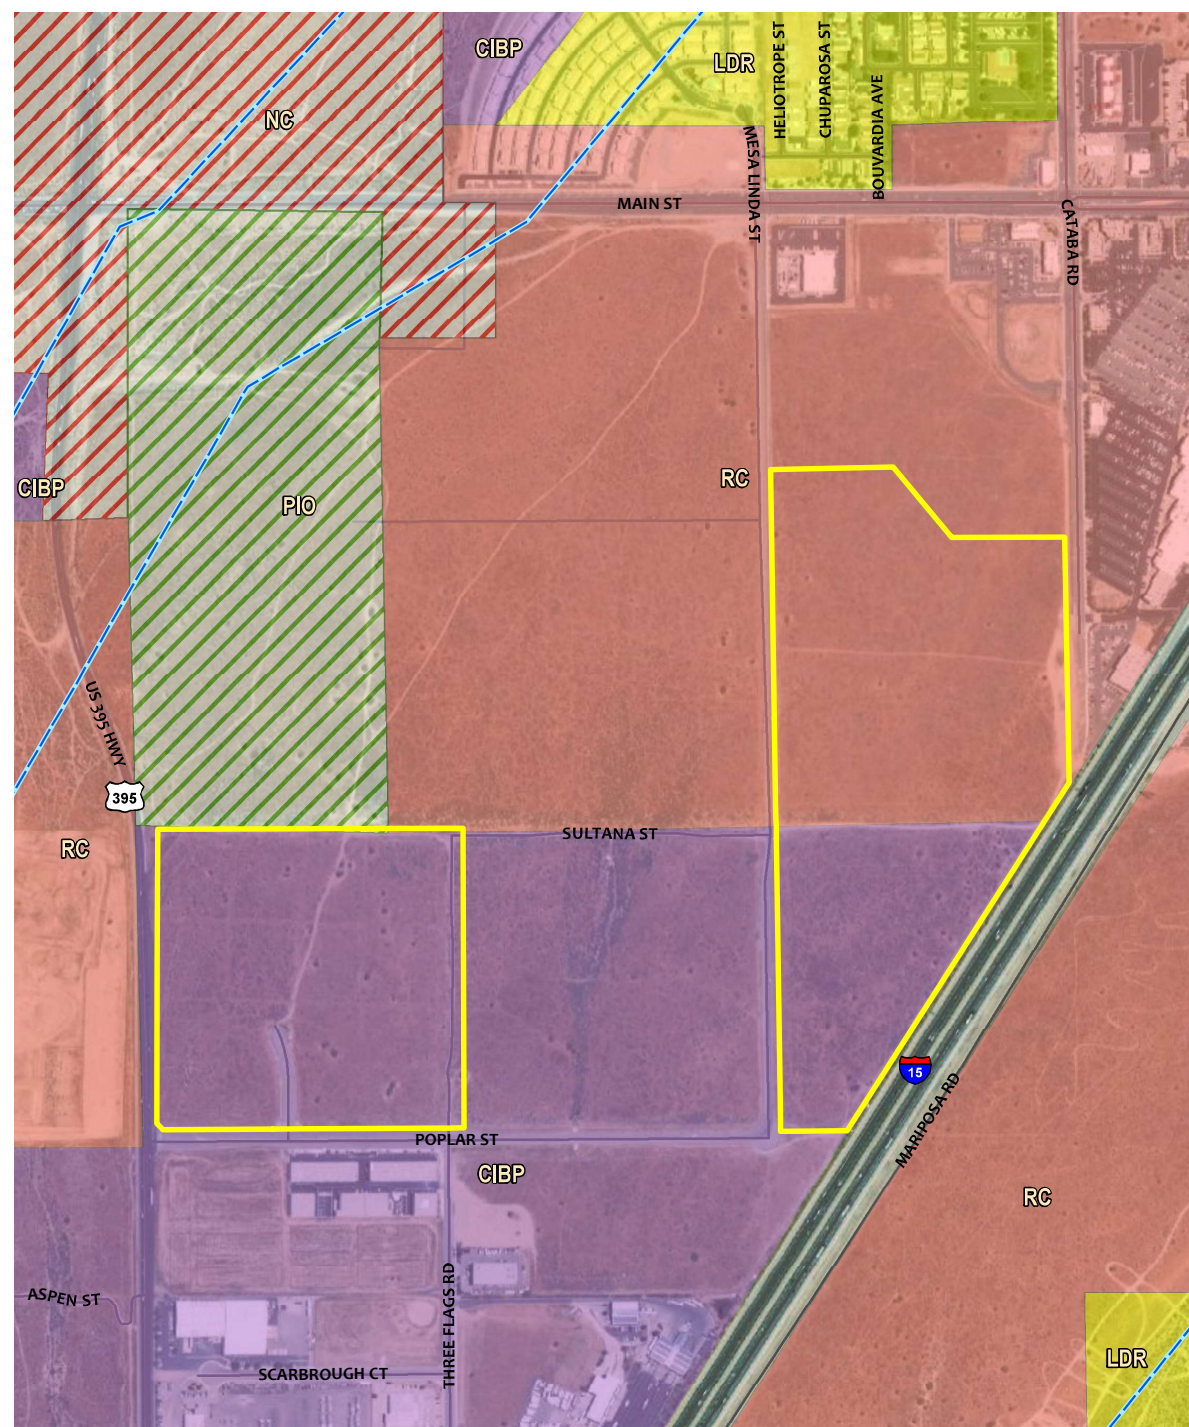 CIBP
LDR
HELIOTROPE ST
CHUPAROSA ST
BOUVARDIA AVE
NC
MESA LINDA ST
MAIN ST
CATABA RD
RC
CIBP
PIO
US 395 HWY
395
SULTANA ST
RC
15
MARIPOSA RD
POPLAR ST
CIBP
RC
ASPEN ST
THREE FLAGS RD
SCARBROUGH CT
LDR